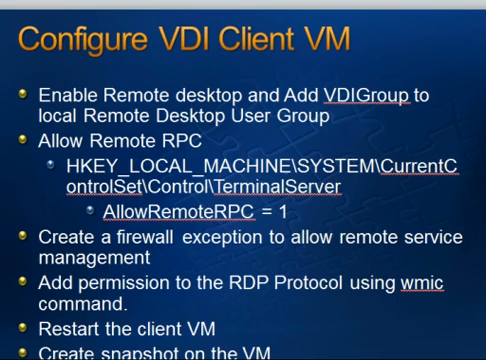 Configure VDI Client VM
Enable Remote desktop and Add VDIGroup to
local Remote Desktop User Group
Allow Remote RPC
HKEY_LOCAL_MACHINE\SYSTEM\CurrentC
ontrolSet\Control\TerminalServer
AllowRemoteRPC = 1
Create a firewall exception to allow remote service
management
Add permission to the RDP Protocol using wmic
command.
Restart the client VM
Create snapshot on the VM